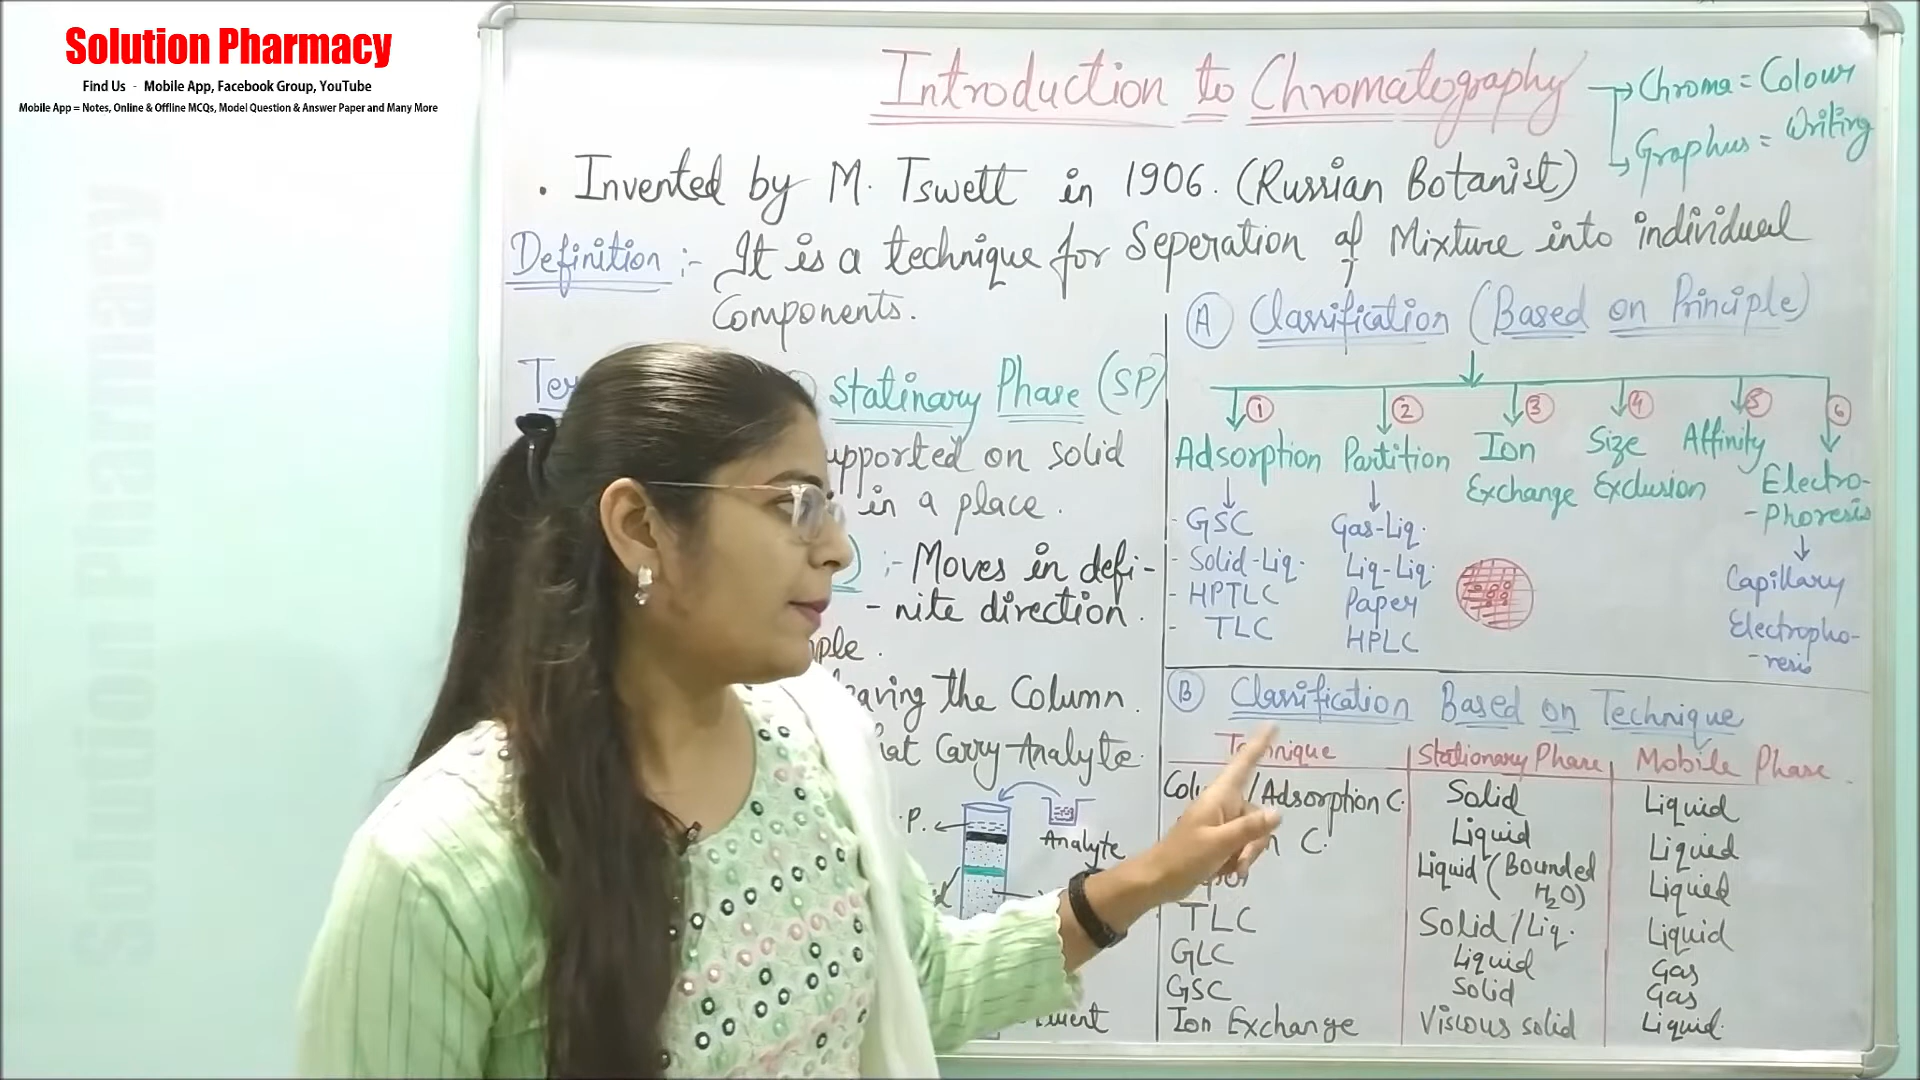 Solution Pharmacy
Find Us - Mobile App, Facebook Group, YouTube
Mobile App = Notes, Online & Offline MCQs, Model Question & Answer Paper and Many More
Solution Pharmacy
Introduction to Chromatography
Chroma = Colour
Graphus = Writing
. Invented by M. Tswett in 1906. (Russian Botanist)
Definition :- It is a technique for Seperation of Mixture into individual
Components.
Stationary Phase (SP)
on Solid
in a place.
:- Moves in defi-
- nite direction.
the Column.
Carry Analyte.
Analyte
A Classification (Based on Principle)
1 2 3 4 5 6
Adsorption Partition Ion Exchange Size Exclusion Affinity Electro-
-Phoresis
- GSC
- Solid-Liq.
- HPTLC
- TLC
Gas-Liq.
Liq-Liq.
Paper
HPLC
Capillary
Electropho-
-resis
B Classification Based on Technique
Technique Stationary Phase Mobile Phase
/Adsorption C. Solid Liquid
C. Liquid Liquid
Liquid (Bounded H2O) Liquid
TLC Solid/Liq. Liquid
GLC Liquid Gas
GSC Solid Gas
Ion Exchange Viscous solid Liquid.